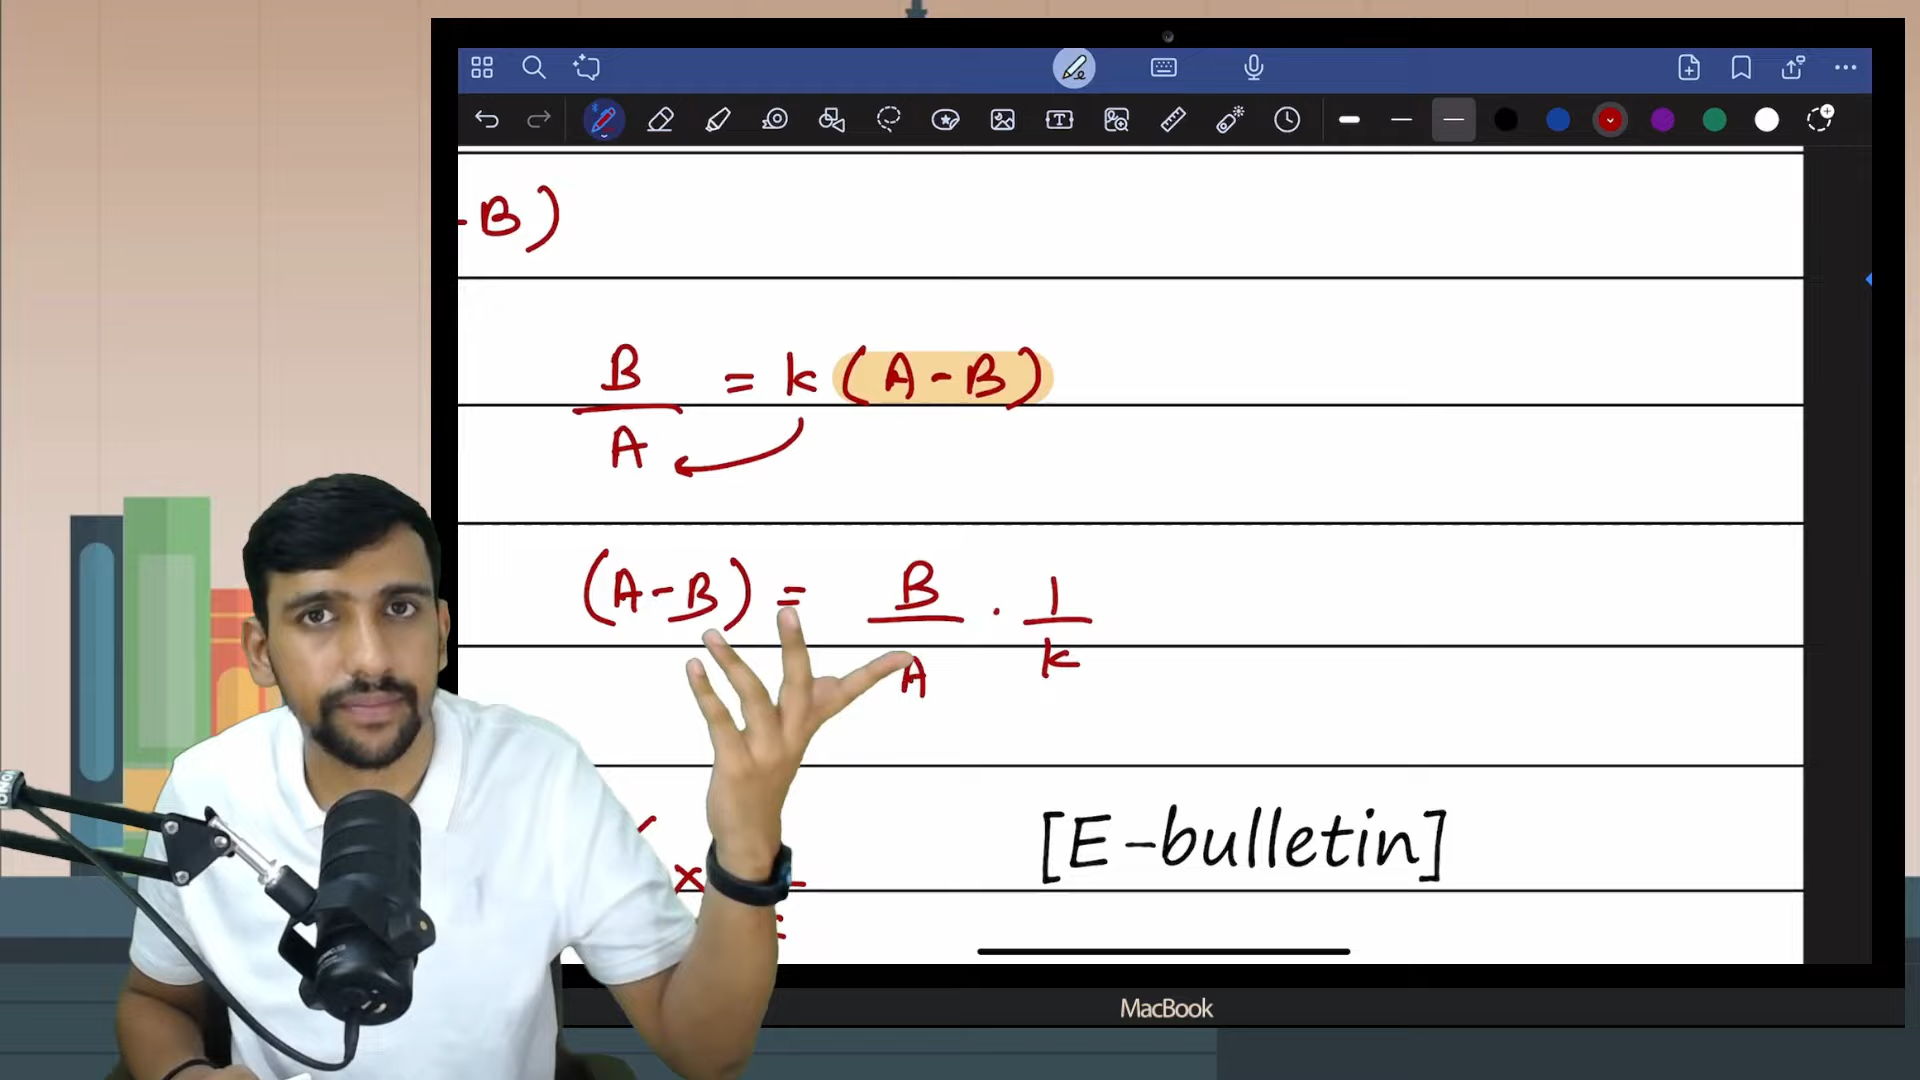 -B)
B/A = k(A-B)
(A-B) = B/A · 1/k
x
[E-bulletin]
MacBook